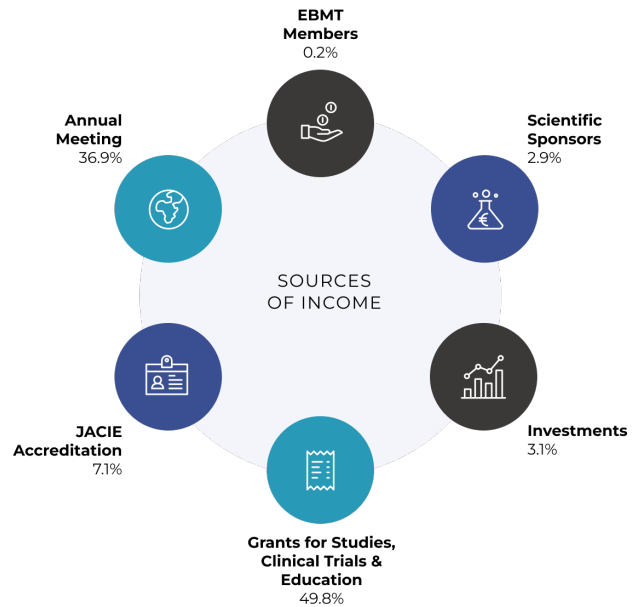 EBMT
Members
0.2%
Annual
Meeting
36.9%
Scientific
Sponsors
2.9%
€
SOURCES
OF INCOME
JACIE
Accreditation
7.1%
Investments
3.1%
Grants for Studies,
Clinical Trials &
Education
49.8%